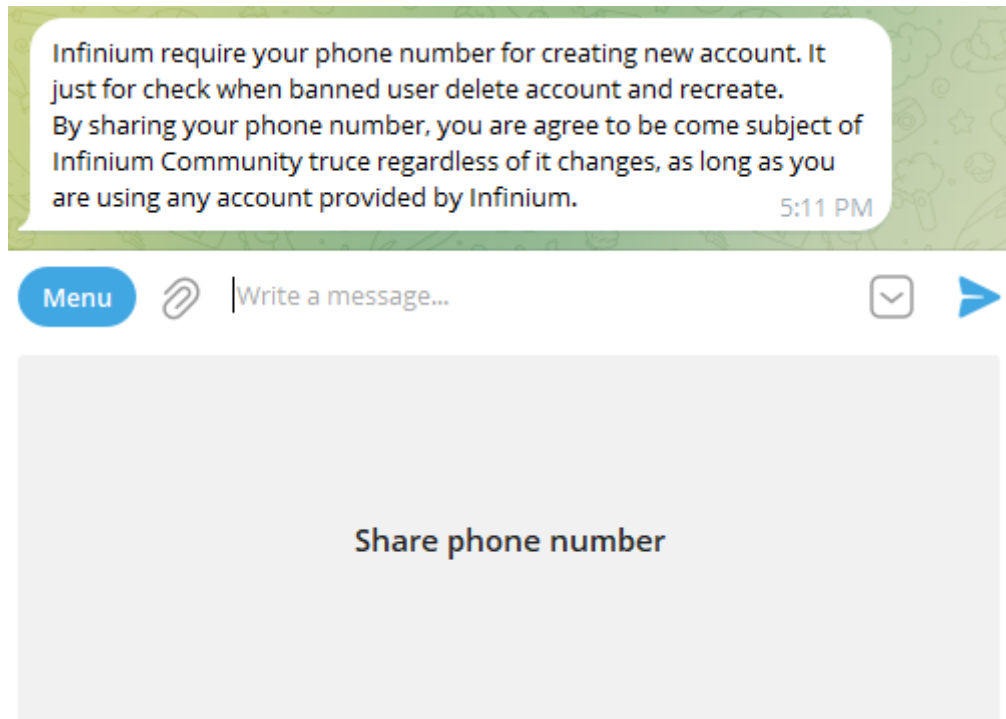 Infinium require your phone number for creating new account. It
just for check when banned user delete account and recreate.
By sharing your phone number, you are agree to be come subject of
Infinium Community truce regardless of it changes, as long as you
are using any account provided by Infinium.
5:11 PM
Menu
Write a message...
Share phone number